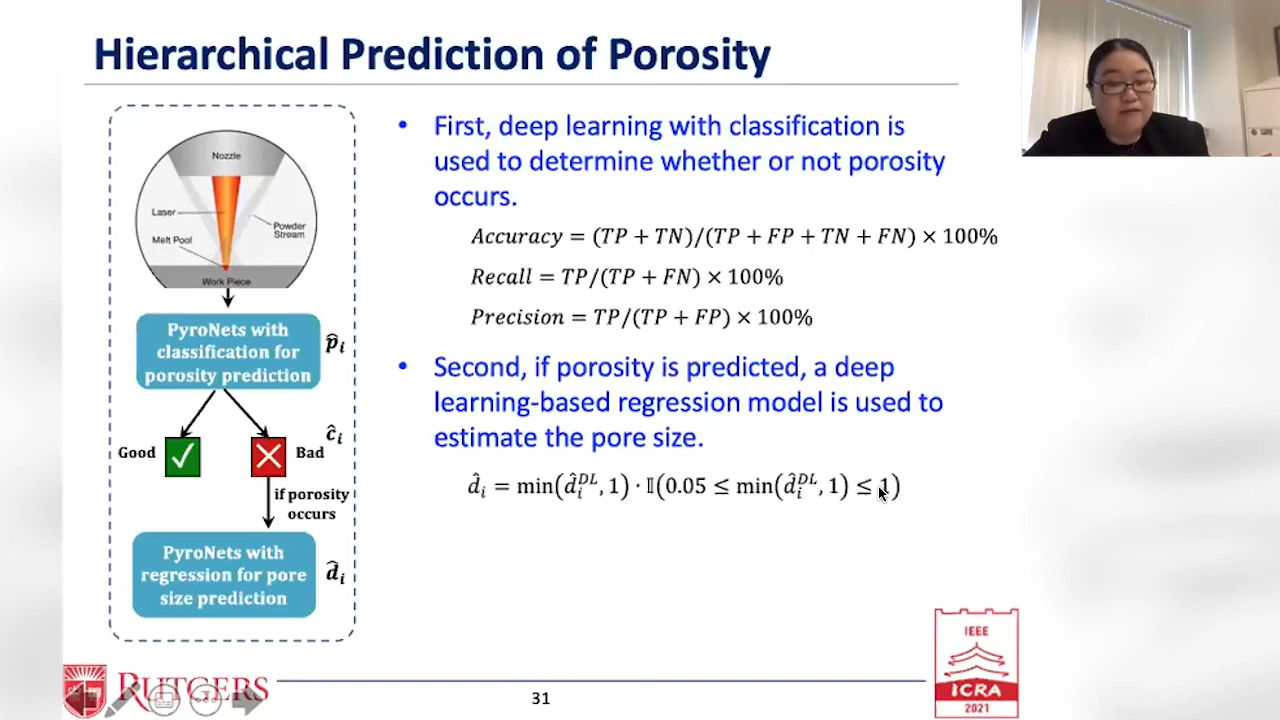 Hierarchical Prediction of Porosity
Nozzle
Laser
Powder
Stream
Melt Pool
Work Piece
PyroNets with
classification for
porosity prediction
p̂ᵢ
Good
Bad
ĉᵢ
if porosity
occurs
PyroNets with
regression for pore
size prediction
d̂ᵢ
• First, deep learning with classification is
used to determine whether or not porosity
occurs.
Accuracy = (TP + TN)/(TP + FP + TN + FN) × 100%
Recall = TP/(TP + FN) × 100%
Precision = TP/(TP + FP) × 100%
• Second, if porosity is predicted, a deep
learning-based regression model is used to
estimate the pore size.
d̂ᵢ = min(d̂ᵢᴰᴸ, 1) · 𝕀(0.05 ≤ min(d̂ᵢᴰᴸ, 1) ≤ 1)
RUTGERS
31
IEEE
ICRA
2021